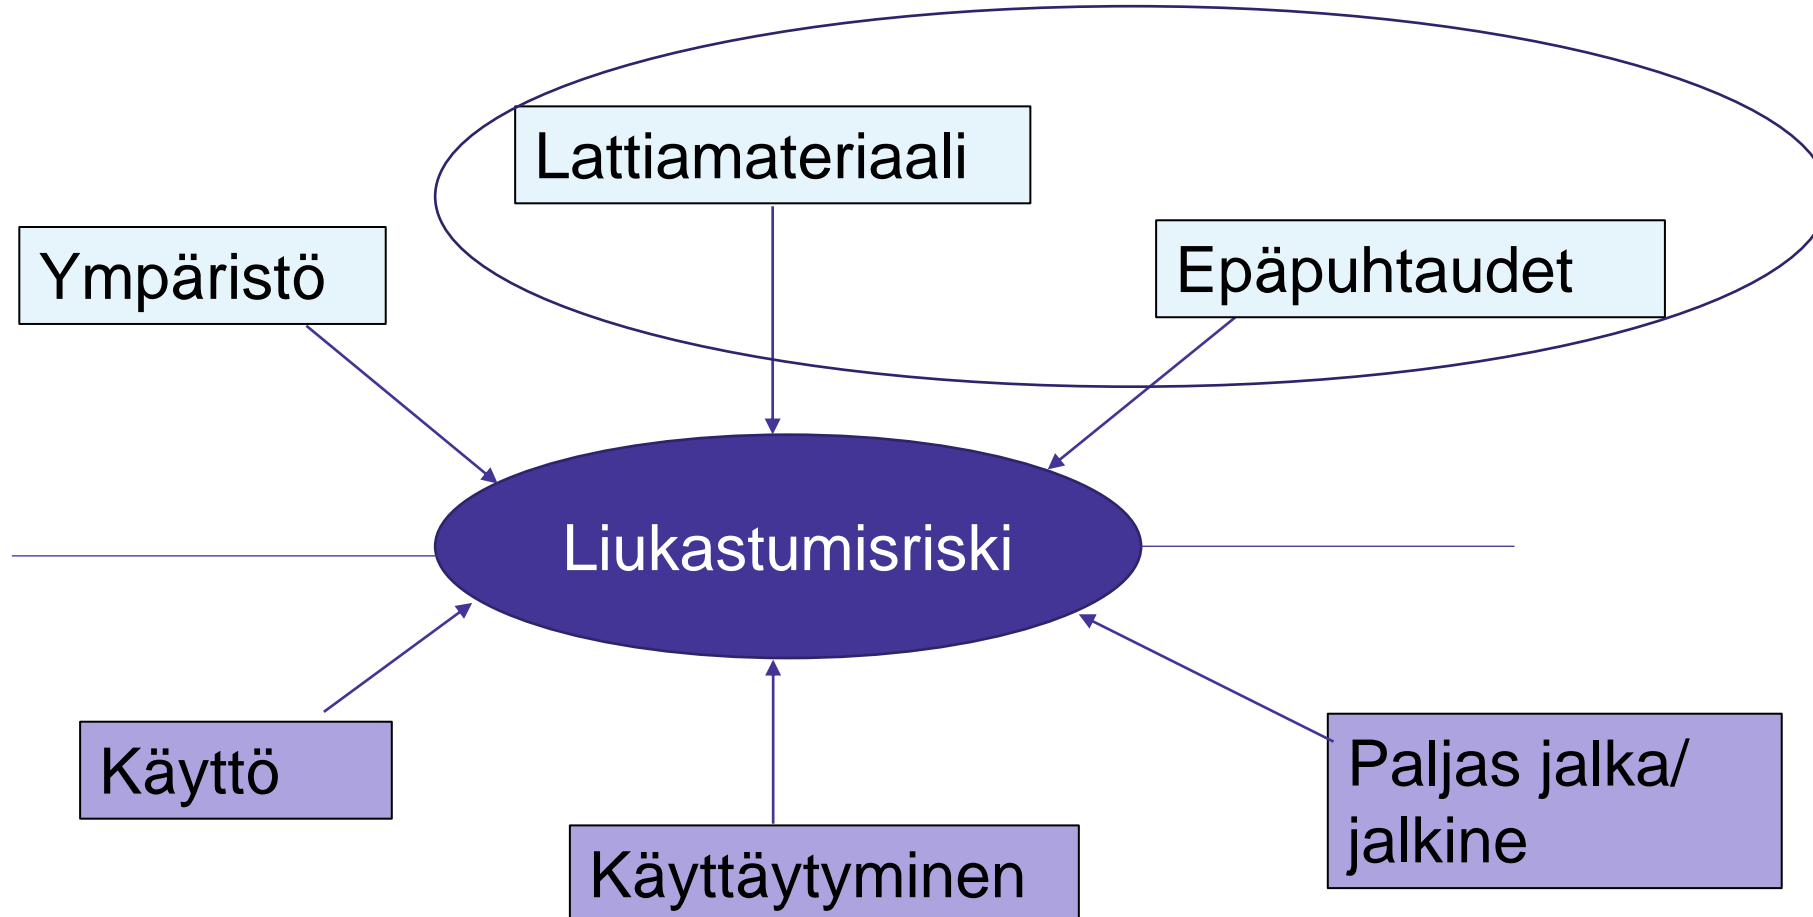 Lattiamateriaali
Ympäristö
Epäpuhtaudet
Liukastumisriski
Käyttö
Paljas jalka/
jalkine
Käyttäytyminen